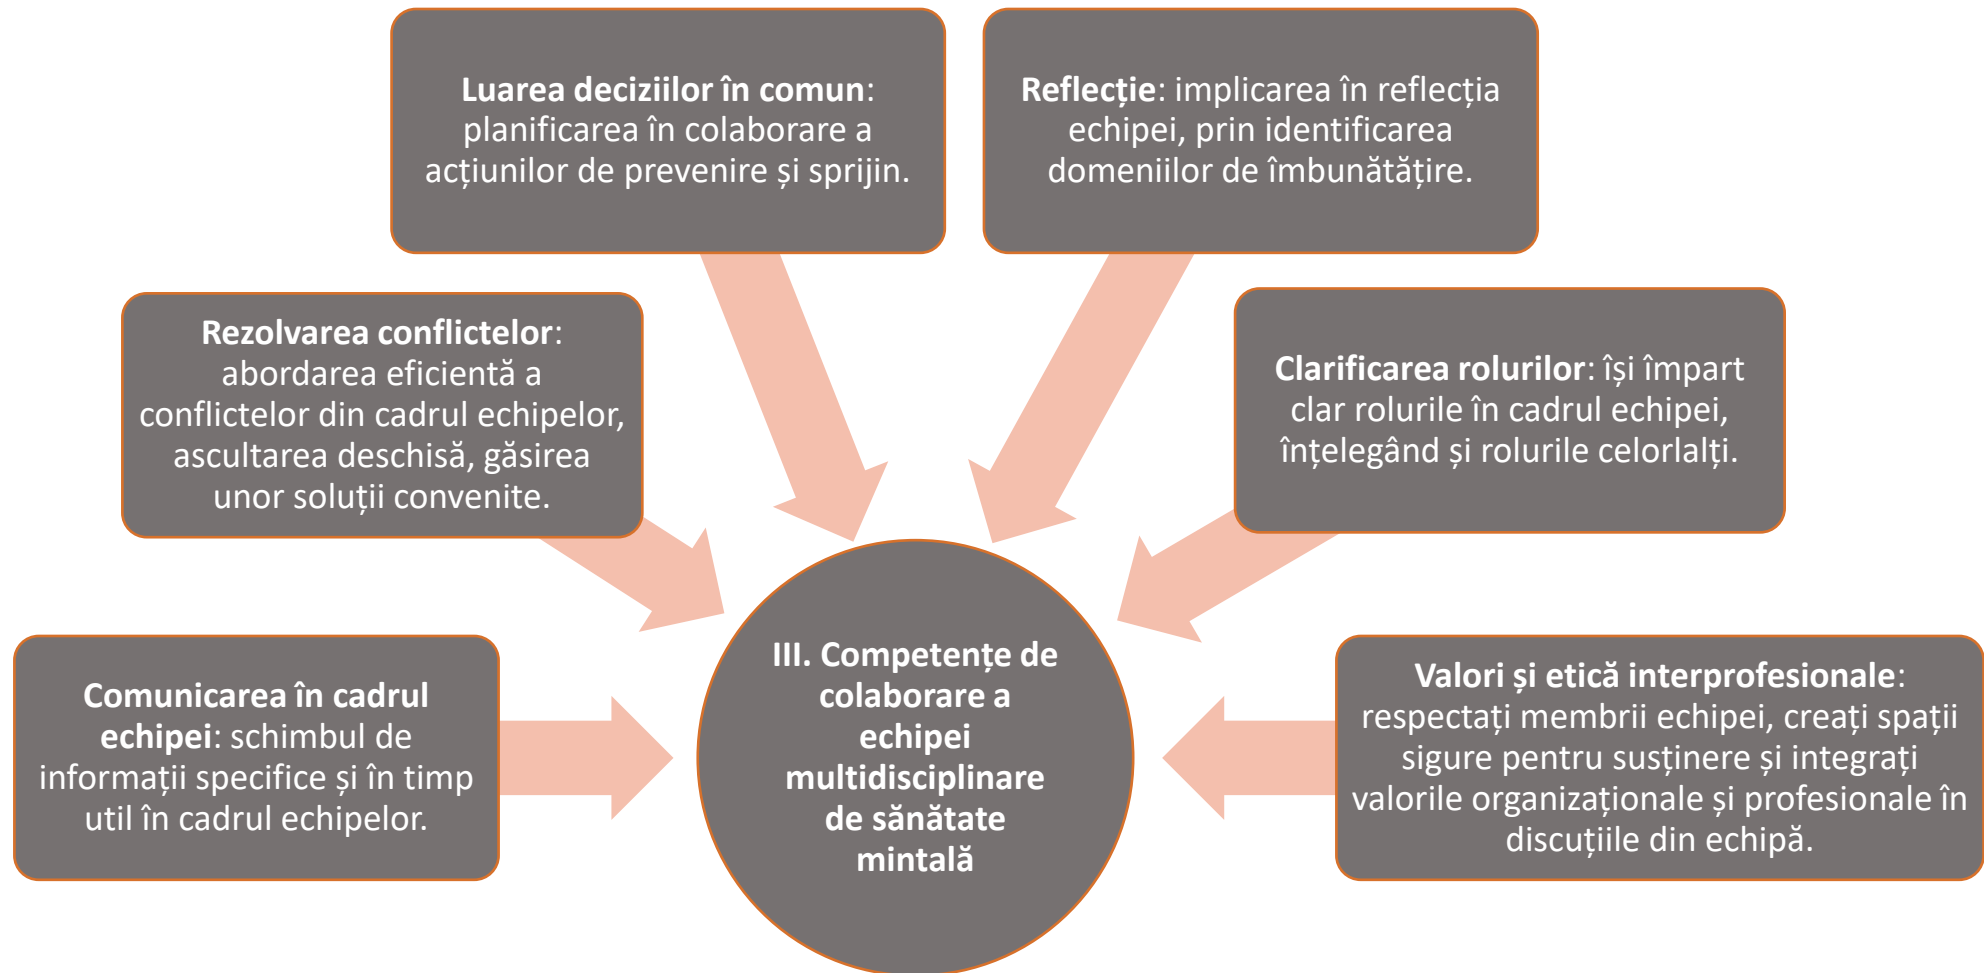 Luarea deciziilor în comun:
planificarea în colaborare a
acțiunilor de prevenire și sprijin.
Reflecție: implicarea în reflecția
echipei, prin identificarea
domeniilor de îmbunătățire.
Rezolvarea conflictelor:
abordarea eficientă a
conflictelor din cadrul echipelor,
ascultarea deschisă, găsirea
unor soluții convenite.
Clarificarea rolurilor: își împart
clar rolurile în cadrul echipei,
înțelegând și rolurile celorlalți.
Comunicarea în cadrul
echipei: schimbul de
informații specifice și în timp
util în cadrul echipelor.
III. Competențe de
colaborare a
echipei
multidisciplinare
de sănătate
mintală
Valori și etică interprofesionale:
respectați membrii echipei, creați spații
sigure pentru susținere și integrați
valorile organizaționale și profesionale în
discuțiile din echipă.